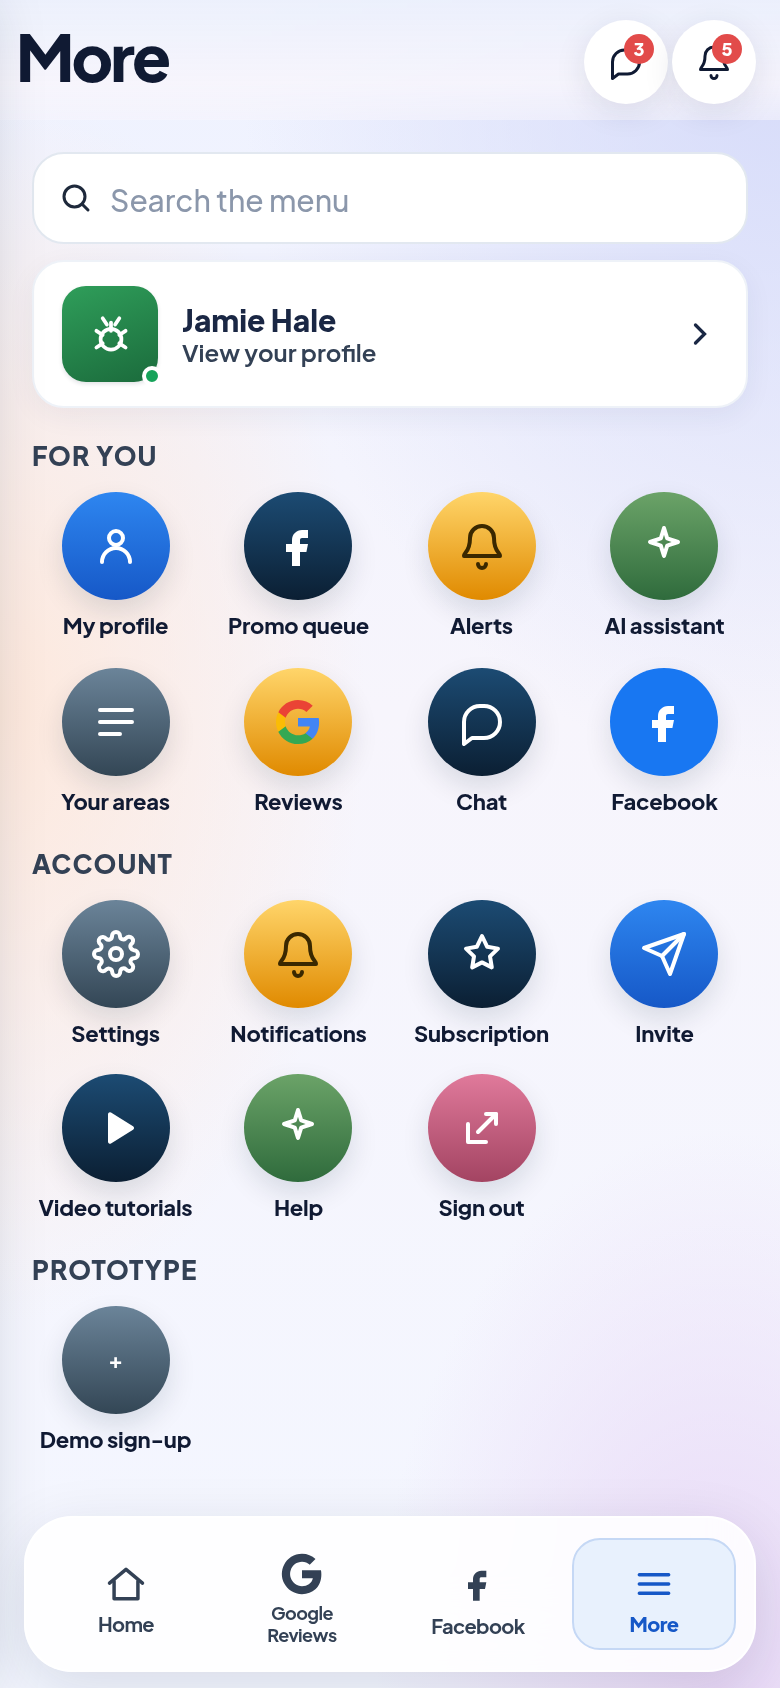 More
3
5
Search the menu
Jamie Hale
View your profile
FOR YOU
My profile
Promo queue
Alerts
AI assistant
Your areas
Reviews
Chat
Facebook
ACCOUNT
Settings
Notifications
Subscription
Invite
Video tutorials
Help
Sign out
PROTOTYPE
+
Demo sign-up
Home
Google
Reviews
Facebook
More